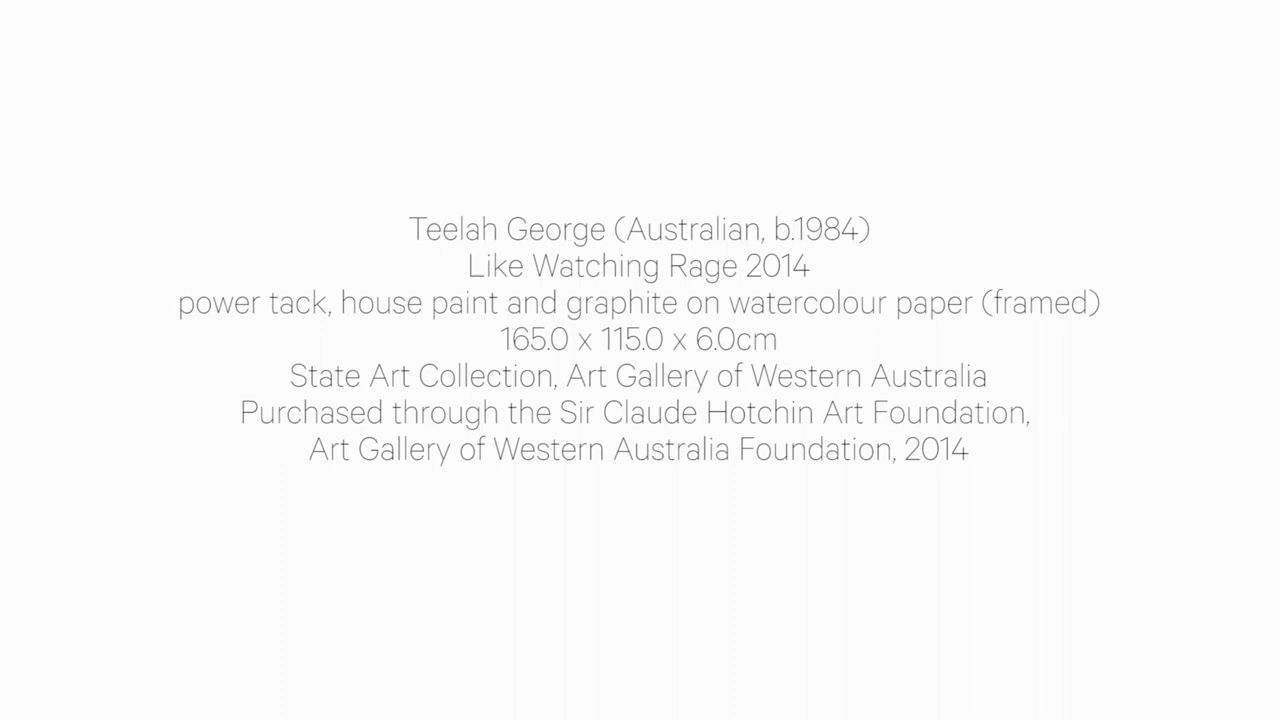 Teelah George (Australian, b.1984)
Like Watching Rage 2014
power tack, house paint and graphite on watercolour paper (framed)
165.0 x 115.0 x 6.0cm
State Art Collection, Art Gallery of Western Australia
Purchased through the Sir Claude Hotchin Art Foundation,
Art Gallery of Western Australia Foundation, 2014